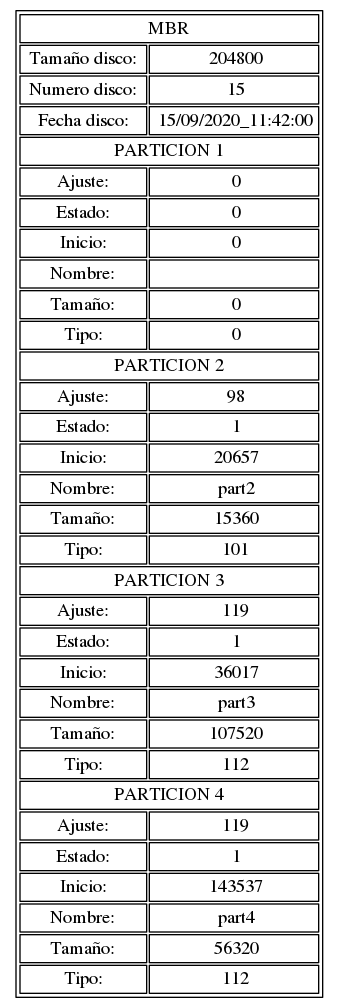 MBR
Tamaño disco: 204800
Numero disco: 15
Fecha disco: 15/09/2020_11:42:00
PARTICION 1
Ajuste: 0
Estado: 0
Inicio: 0
Nombre:
Tamaño: 0
Tipo: 0
PARTICION 2
Ajuste: 98
Estado: 1
Inicio: 20657
Nombre: part2
Tamaño: 15360
Tipo: 101
PARTICION 3
Ajuste: 119
Estado: 1
Inicio: 36017
Nombre: part3
Tamaño: 107520
Tipo: 112
PARTICION 4
Ajuste: 119
Estado: 1
Inicio: 143537
Nombre: part4
Tamaño: 56320
Tipo: 112